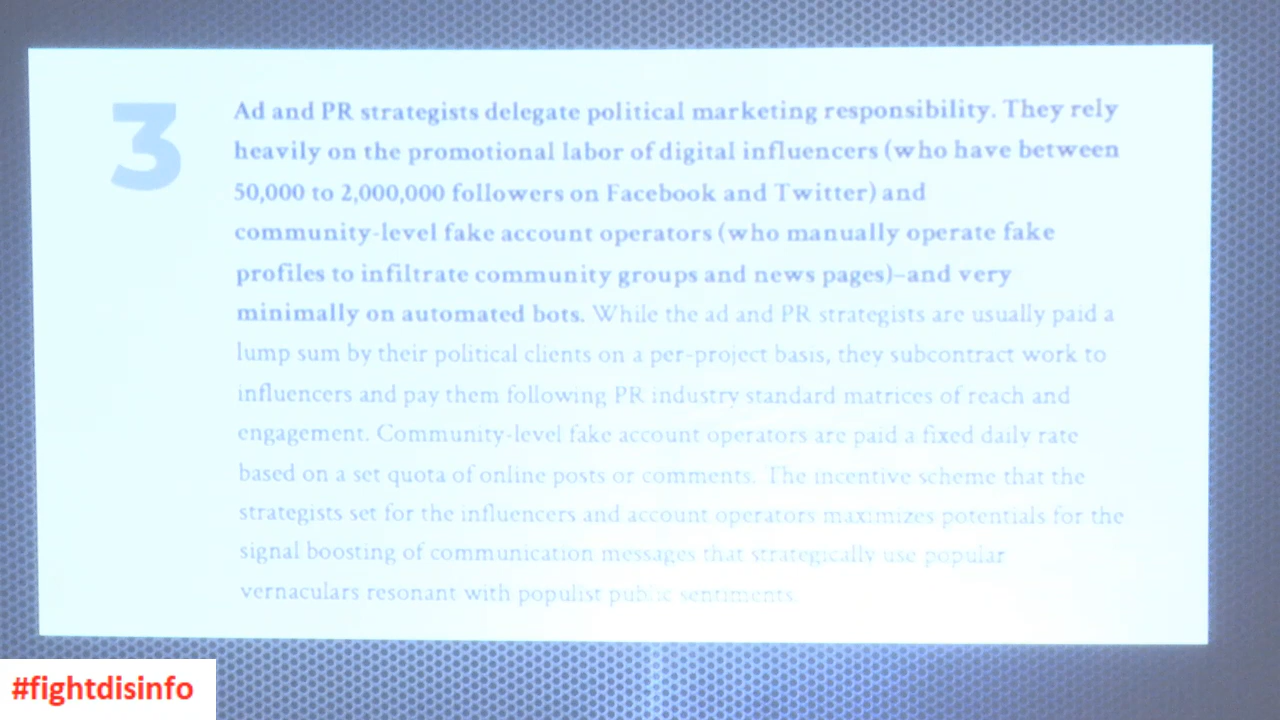 3
Ad and PR strategists delegate political marketing responsibility. They rely
heavily on the promotional labor of digital influencers (who have between
50,000 to 2,000,000 followers on Facebook and Twitter) and
community-level fake account operators (who manually operate fake
profiles to infiltrate community groups and news pages)–and very
minimally on automated bots. While the ad and PR strategists are usually paid a
lump sum by their political clients on a per-project basis, they subcontract work to
influencers and pay them following PR industry standard matrices of reach and
engagement. Community-level fake account operators are paid a fixed daily rate
based on a set quota of online posts or comments. The incentive scheme that the
strategists set for the influencers and account operators maximizes potentials for the
signal boosting of communication messages that strategically use popular
vernaculars resonant with populist public sentiments.
#fightdisinfo